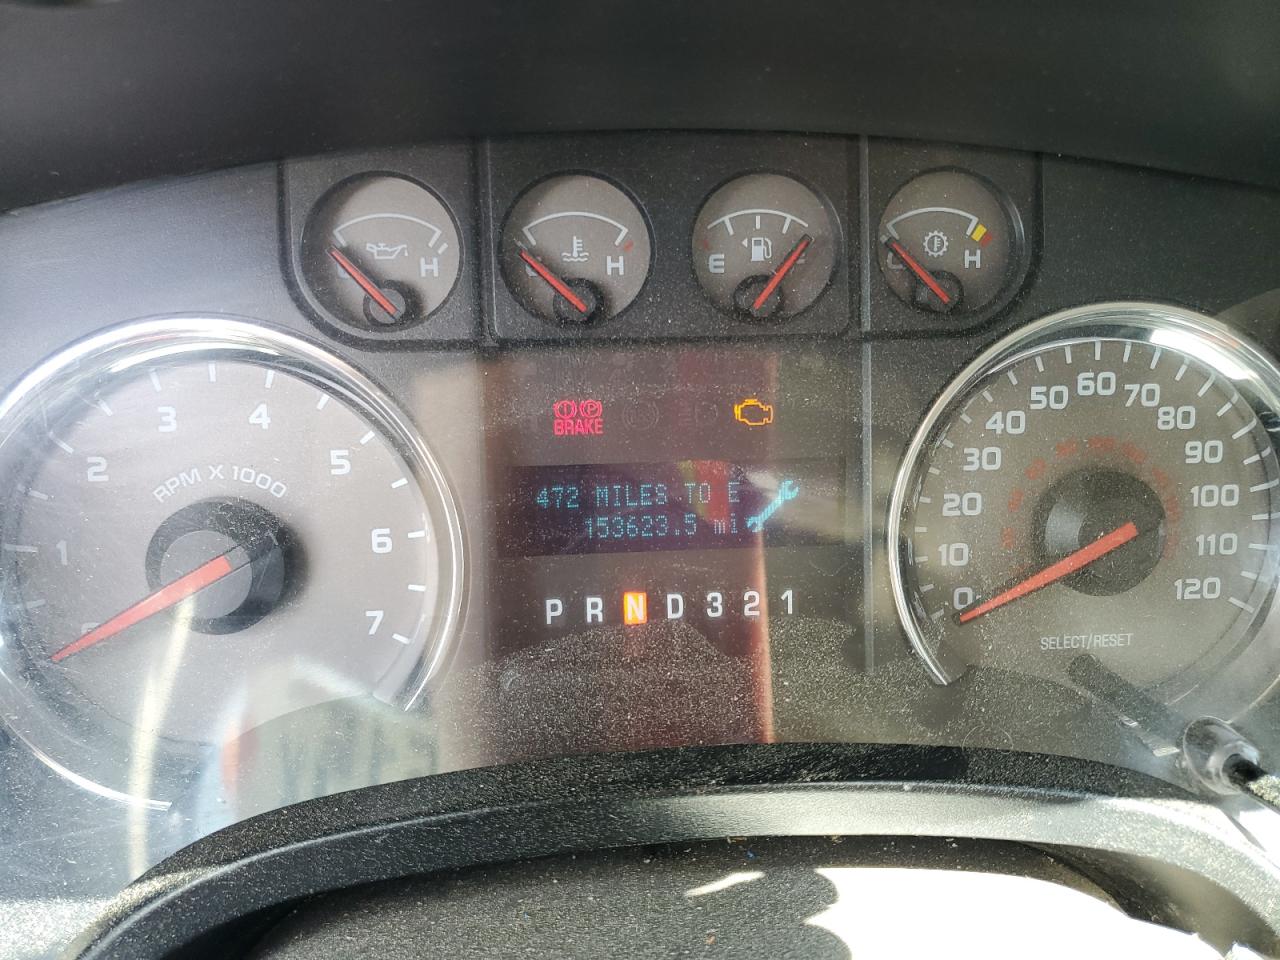 H
H
E
H
1 2 3 4 5 6 7
RPM X 1000
BRAKE
472 MILES TO E
153623.5 mi
P R N D 3 2 1
0 10 20 30 40 50 60 70 80 90 100 110 120
SELECT/RESET